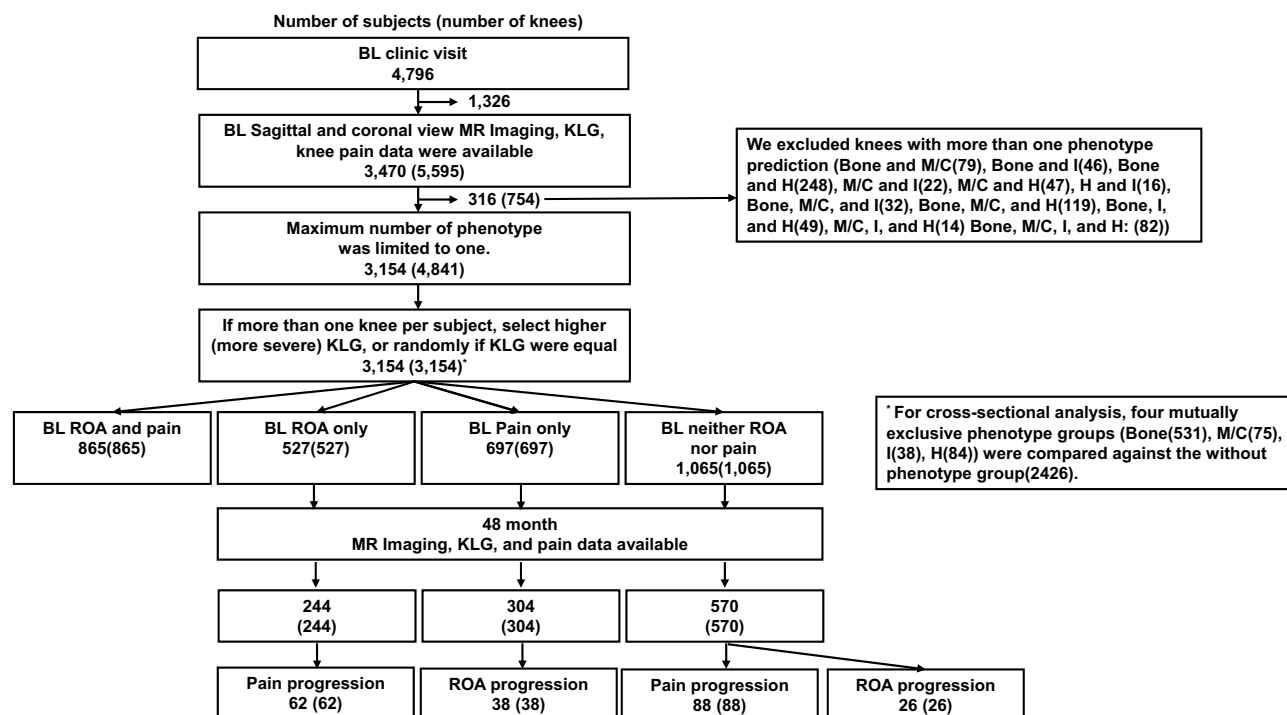 Number of subjects (number of knees)
BL clinic visit
4,796
1,326
BL Sagittal and coronal view MR Imaging, KLG,
knee pain data were available
3,470 (5,595)
316 (754)
We excluded knees with more than one phenotype
prediction (Bone and M/C(79), Bone and I(46), Bone
and H(248), M/C and I(22), M/C and H(47), H and I(16),
Bone, M/C, and I(32), Bone, M/C, and H(119), Bone, I,
and H(49), M/C, I, and H(14) Bone, M/C, I, and H: (82))
Maximum number of phenotype
was limited to one.
3,154 (4,841)
If more than one knee per subject, select higher
(more severe) KLG, or randomly if KLG were equal
3,154 (3,154)*
BL ROA and pain
865(865)
BL ROA only
527(527)
BL Pain only
697(697)
BL neither ROA
nor pain
1,065(1,065)
* For cross-sectional analysis, four mutually
exclusive phenotype groups (Bone(531), M/C(75),
I(38), H(84)) were compared against the without
phenotype group(2426).
48 month
MR Imaging, KLG, and pain data available
244
(244)
304
(304)
570
(570)
Pain progression
62 (62)
ROA progression
38 (38)
Pain progression
88 (88)
ROA progression
26 (26)